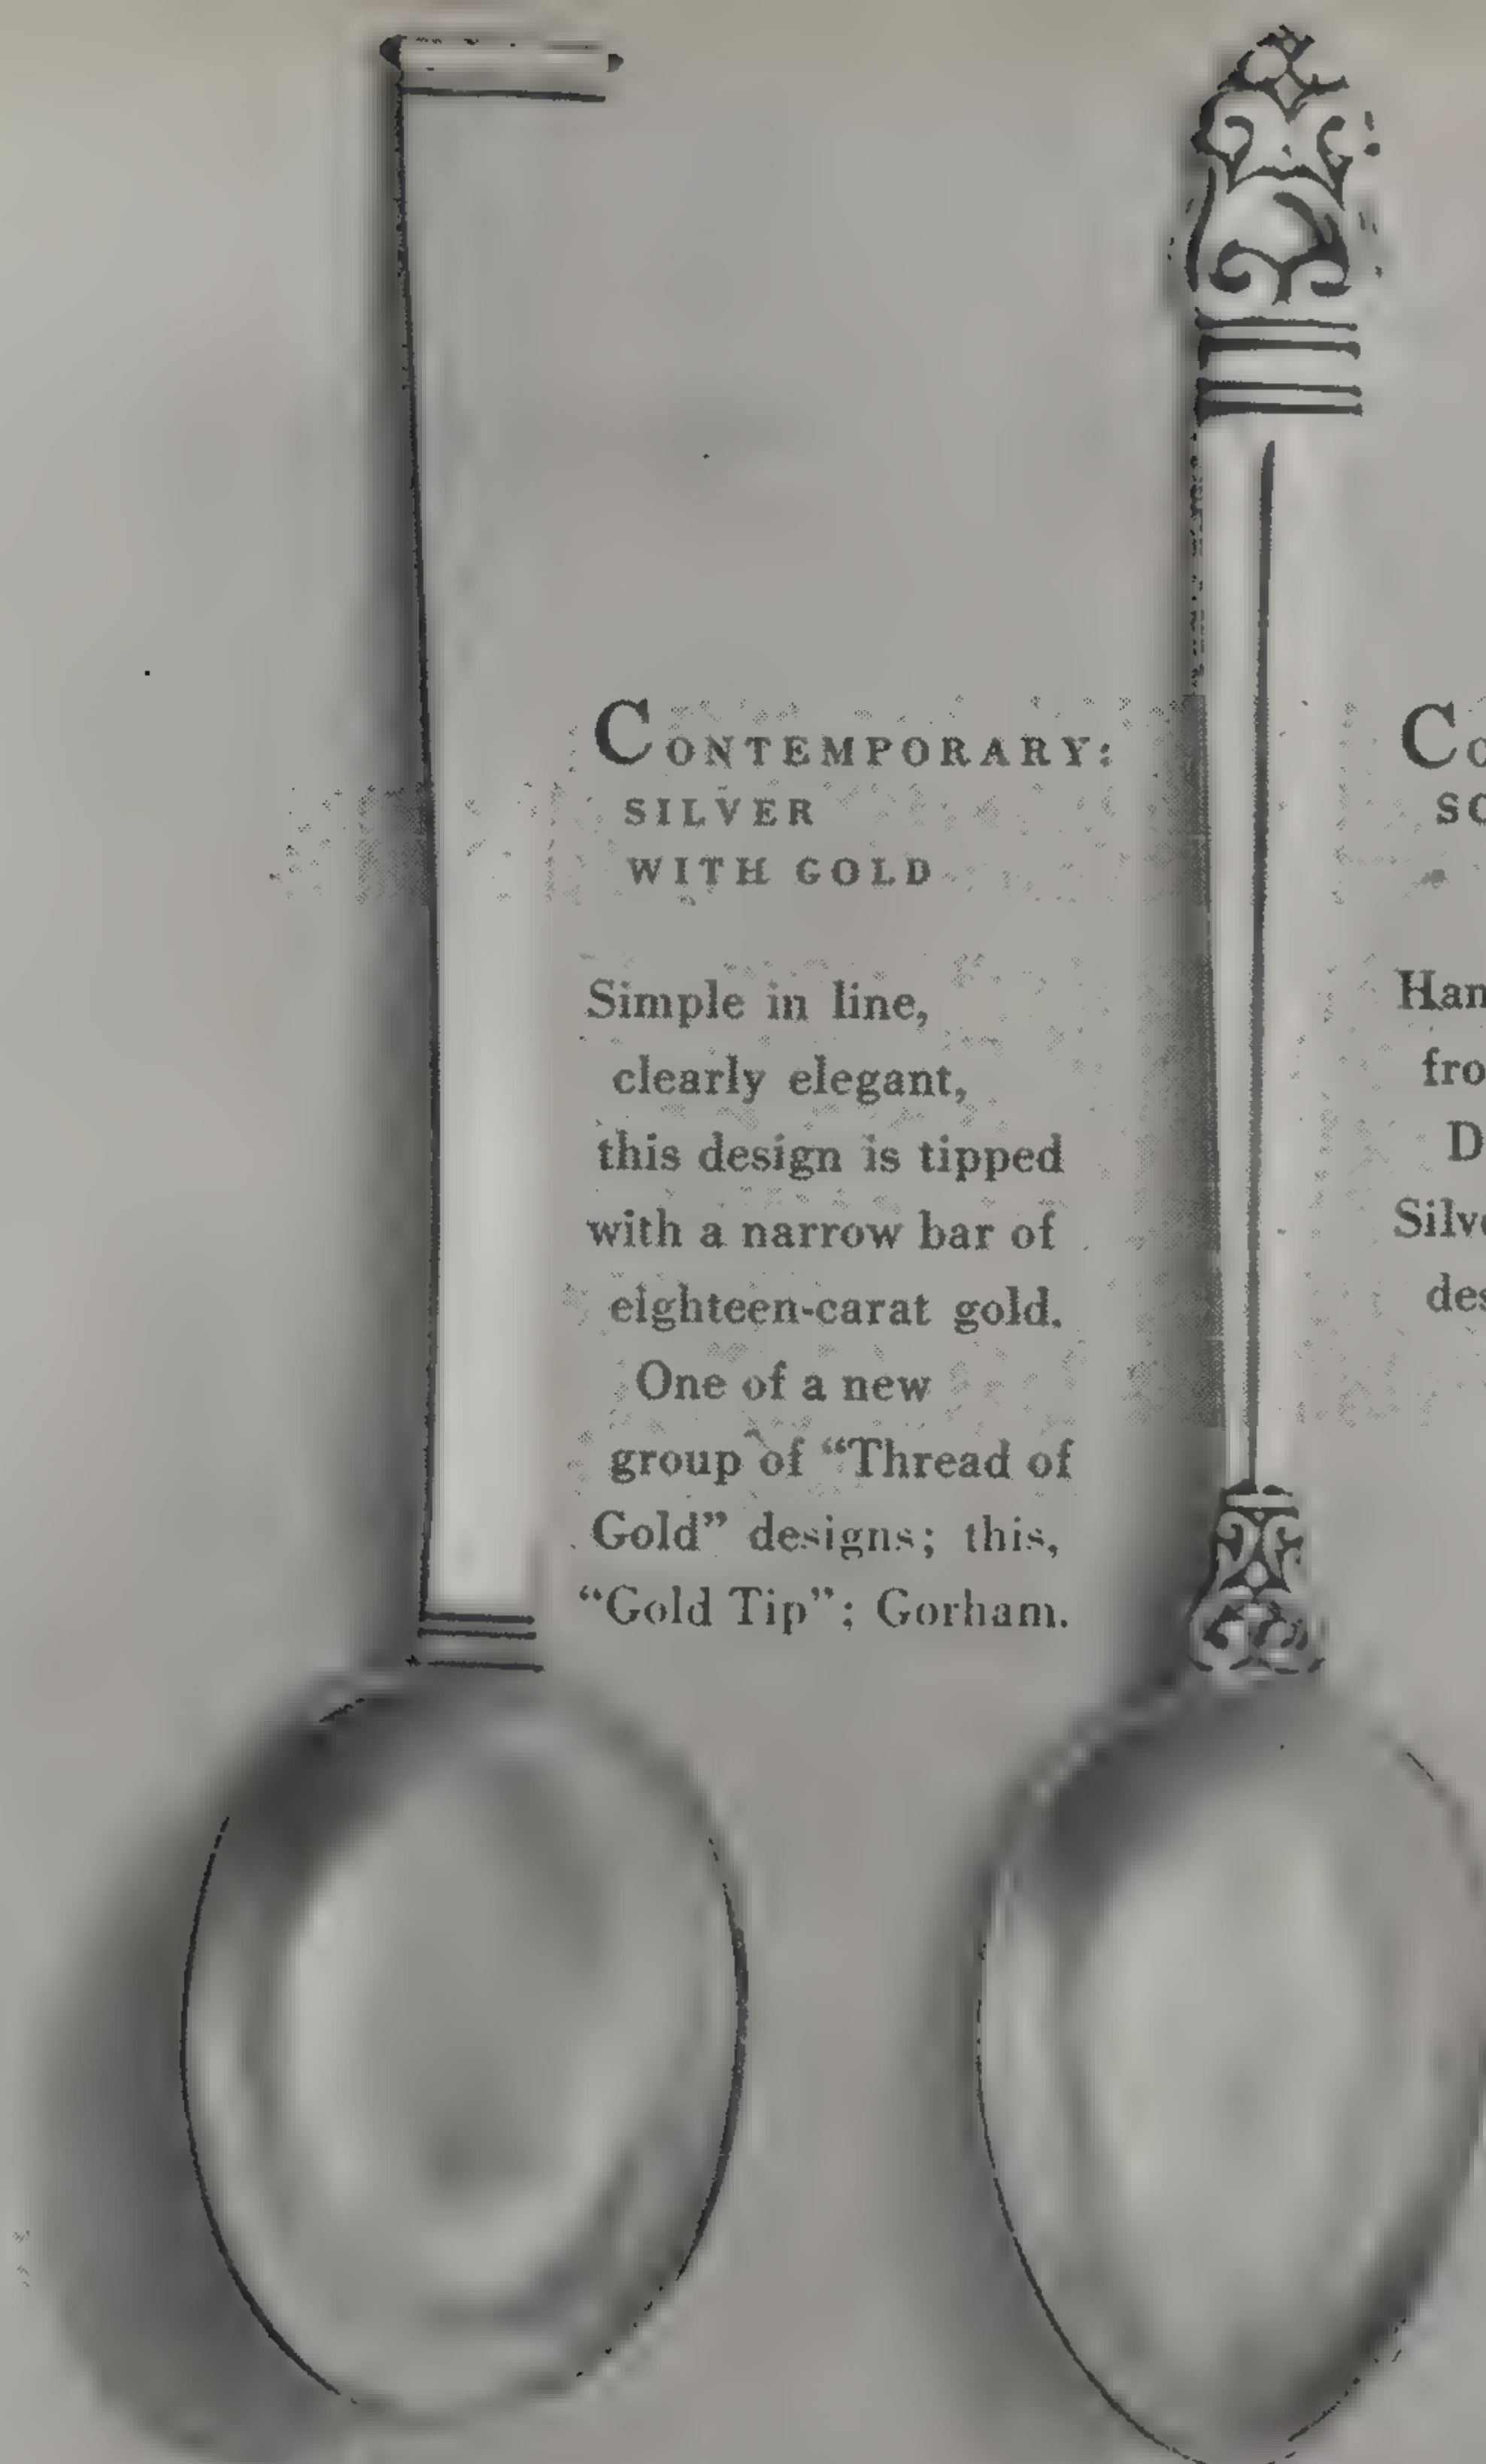 CONTEMPORARY:
SILVER
WITH GOLD
Simple in line,
clearly elegant,
this design is tipped
with a narrow bar of
eighteen-carat gold.
One of a new
group of “Thread of
Gold” designs; this,
“Gold Tip”; Gorham.